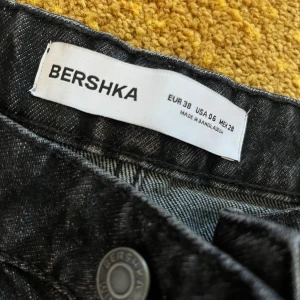 BERSHKA
EUR 38 USA 06 MEX 28
MADE IN BANGLADESH
BERSHKA